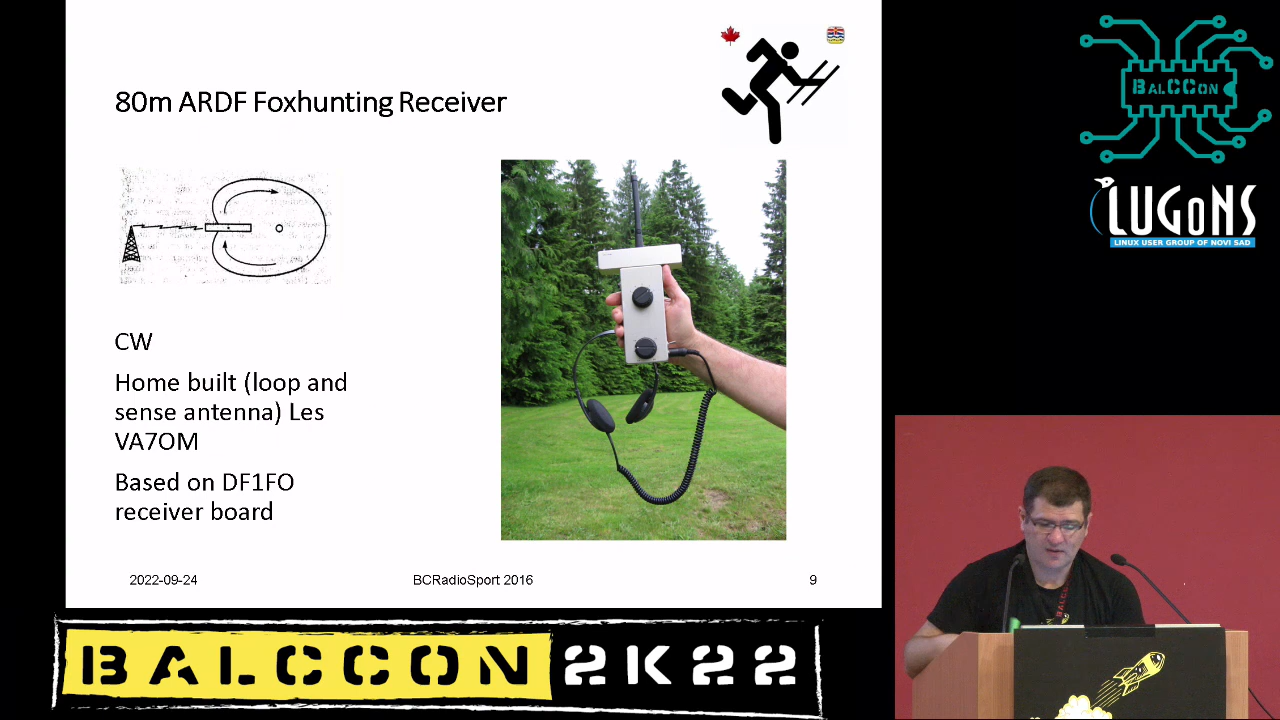 80m ARDF Foxhunting Receiver
CW
Home built (loop and
sense antenna) Les
VA7OM
Based on DF1FO
receiver board
2022-09-24
BCRadioSport 2016
9
BALCCON
LUGoNS
LINUX USER GROUP OF NOVI SAD
BALCCON 2K22